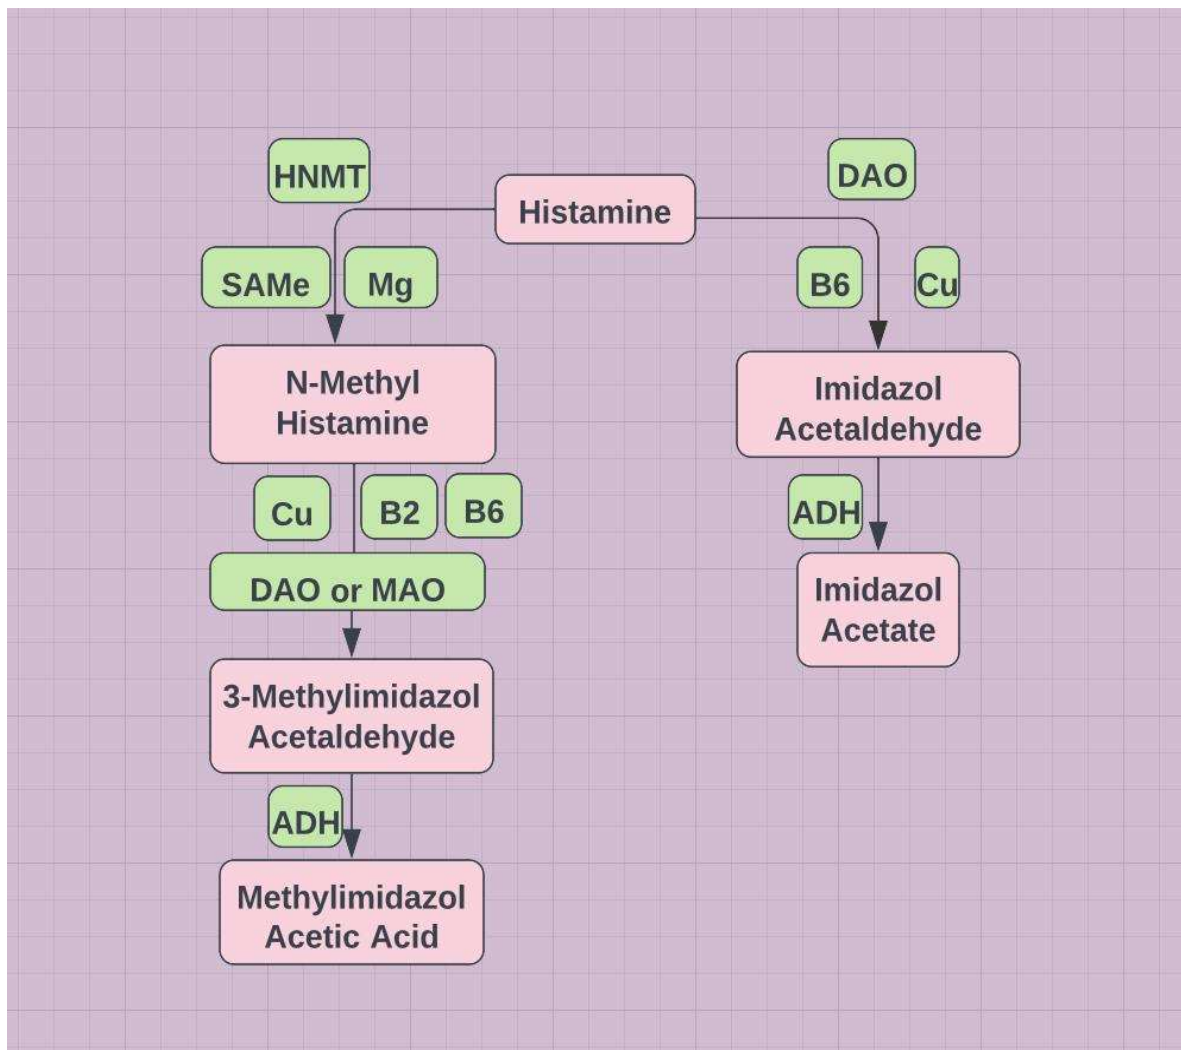 HNMT
DAO
Histamine
SAMe
Mg
B6
Cu
N-Methyl
Histamine
Imidazol
Acetaldehyde
Cu
B2
B6
ADH
DAO or MAO
Imidazol
Acetate
3-Methylimidazol
Acetaldehyde
ADH
Methylimidazol
Acetic Acid